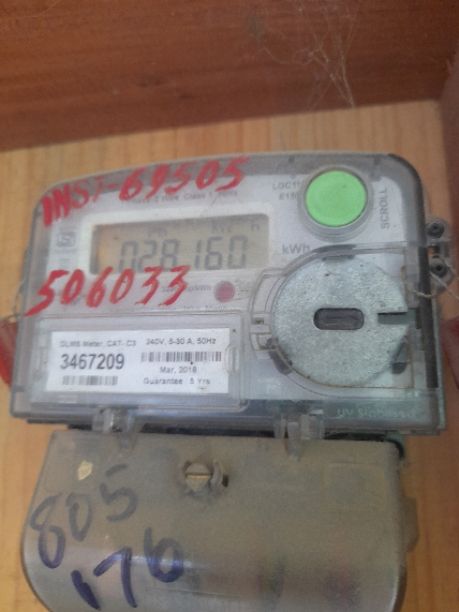 INST-69505
SCROLL
028160
kWh
506033
DLMS Meter, CAT- C3
240V, 5-30 A, 50Hz
3467209
Mar, 2018
Guarantee 5 Yrs
805
176